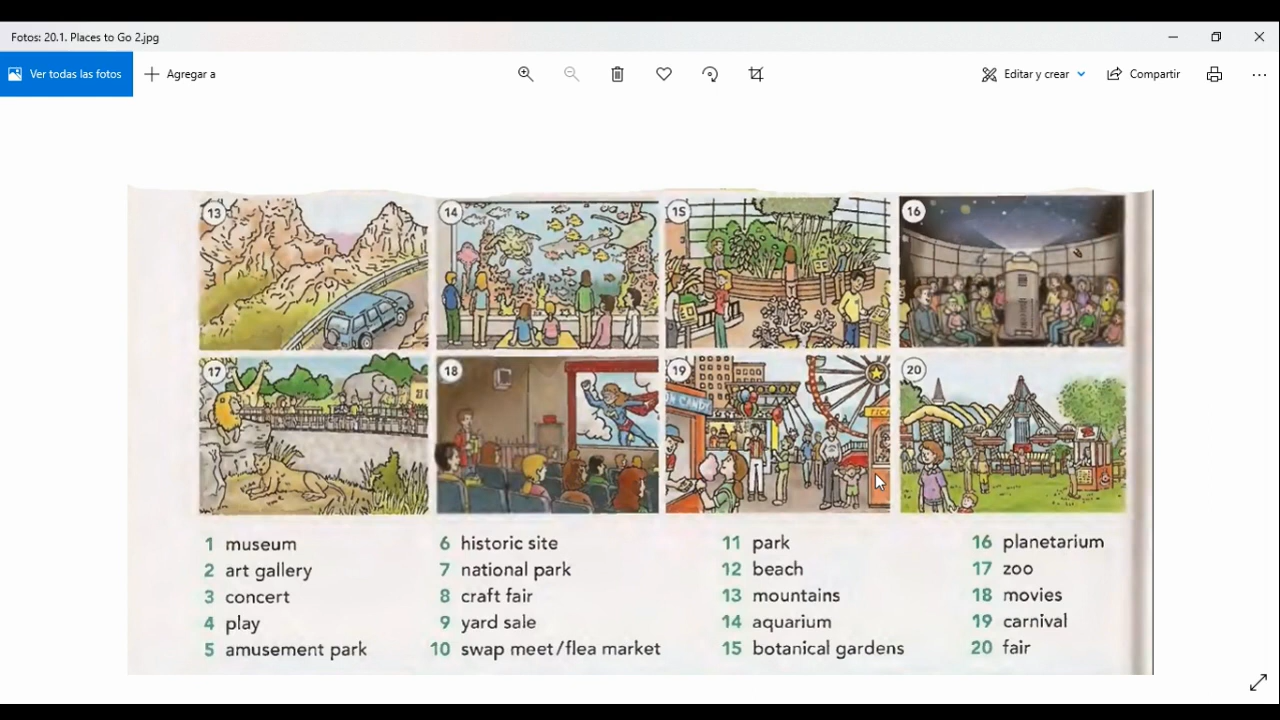 Fotos: 20.1. Places to Go 2.jpg
Ver todas las fotos
Agregar a
Editar y crear
Compartir
13
14
15
16
17
18
19
20
1 museum
2 art gallery
3 concert
4 play
5 amusement park
6 historic site
7 national park
8 craft fair
9 yard sale
10 swap meet/flea market
11 park
12 beach
13 mountains
14 aquarium
15 botanical gardens
16 planetarium
17 zoo
18 movies
19 carnival
20 fair